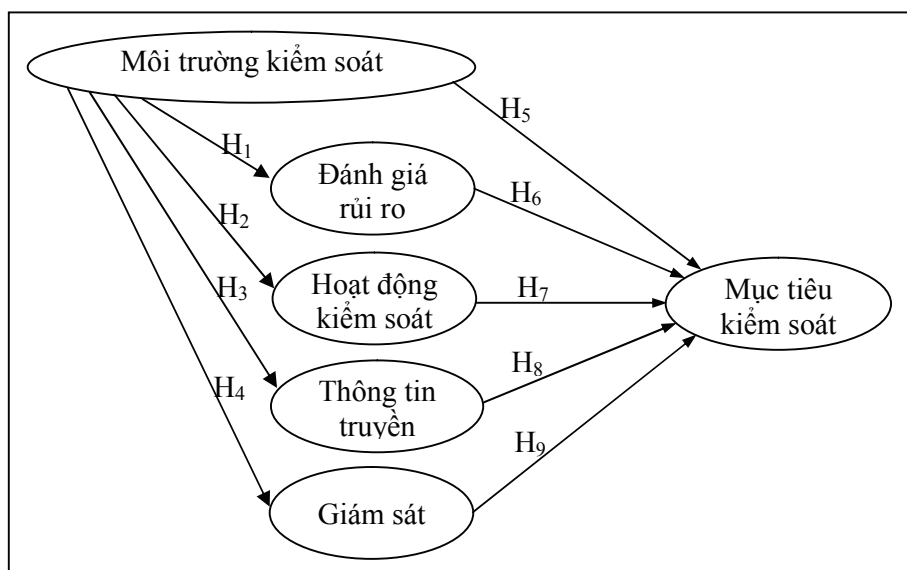 Môi trường kiểm soát
H₅
H₁
Đánh giá
rủi ro
H₆
H₂
H₃
Hoạt động
kiểm soát
H₇
Mục tiêu
kiểm soát
H₄
Thông tin
truyền
H₈
H₉
Giám sát